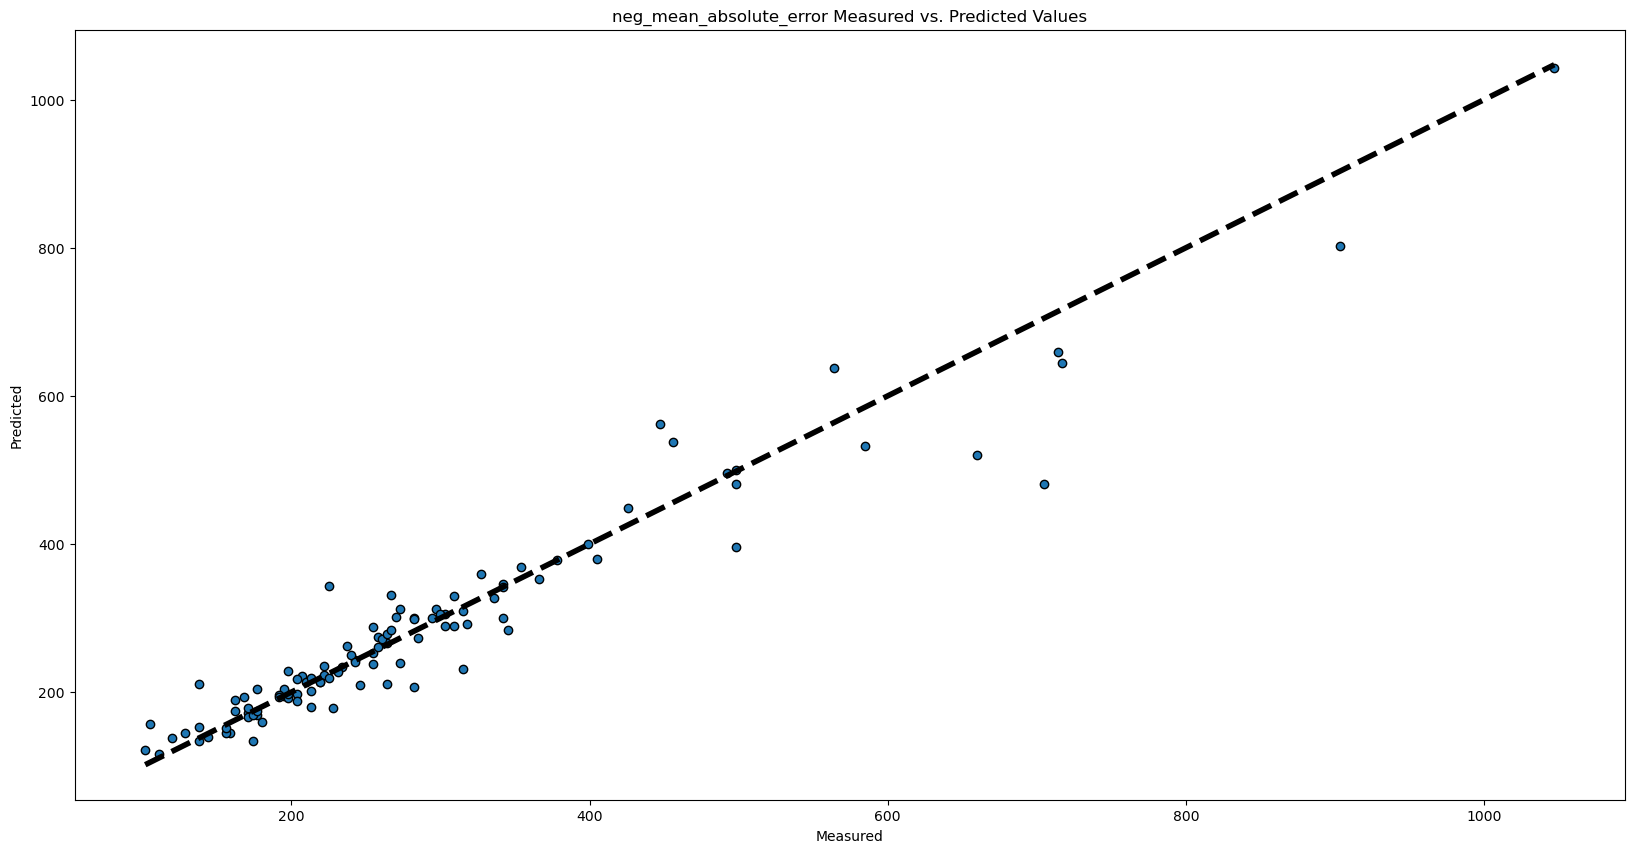 neg_mean_absolute_error Measured vs. Predicted Values
1000
800
600
400
200
Predicted
200 400 600 800 1000
Measured